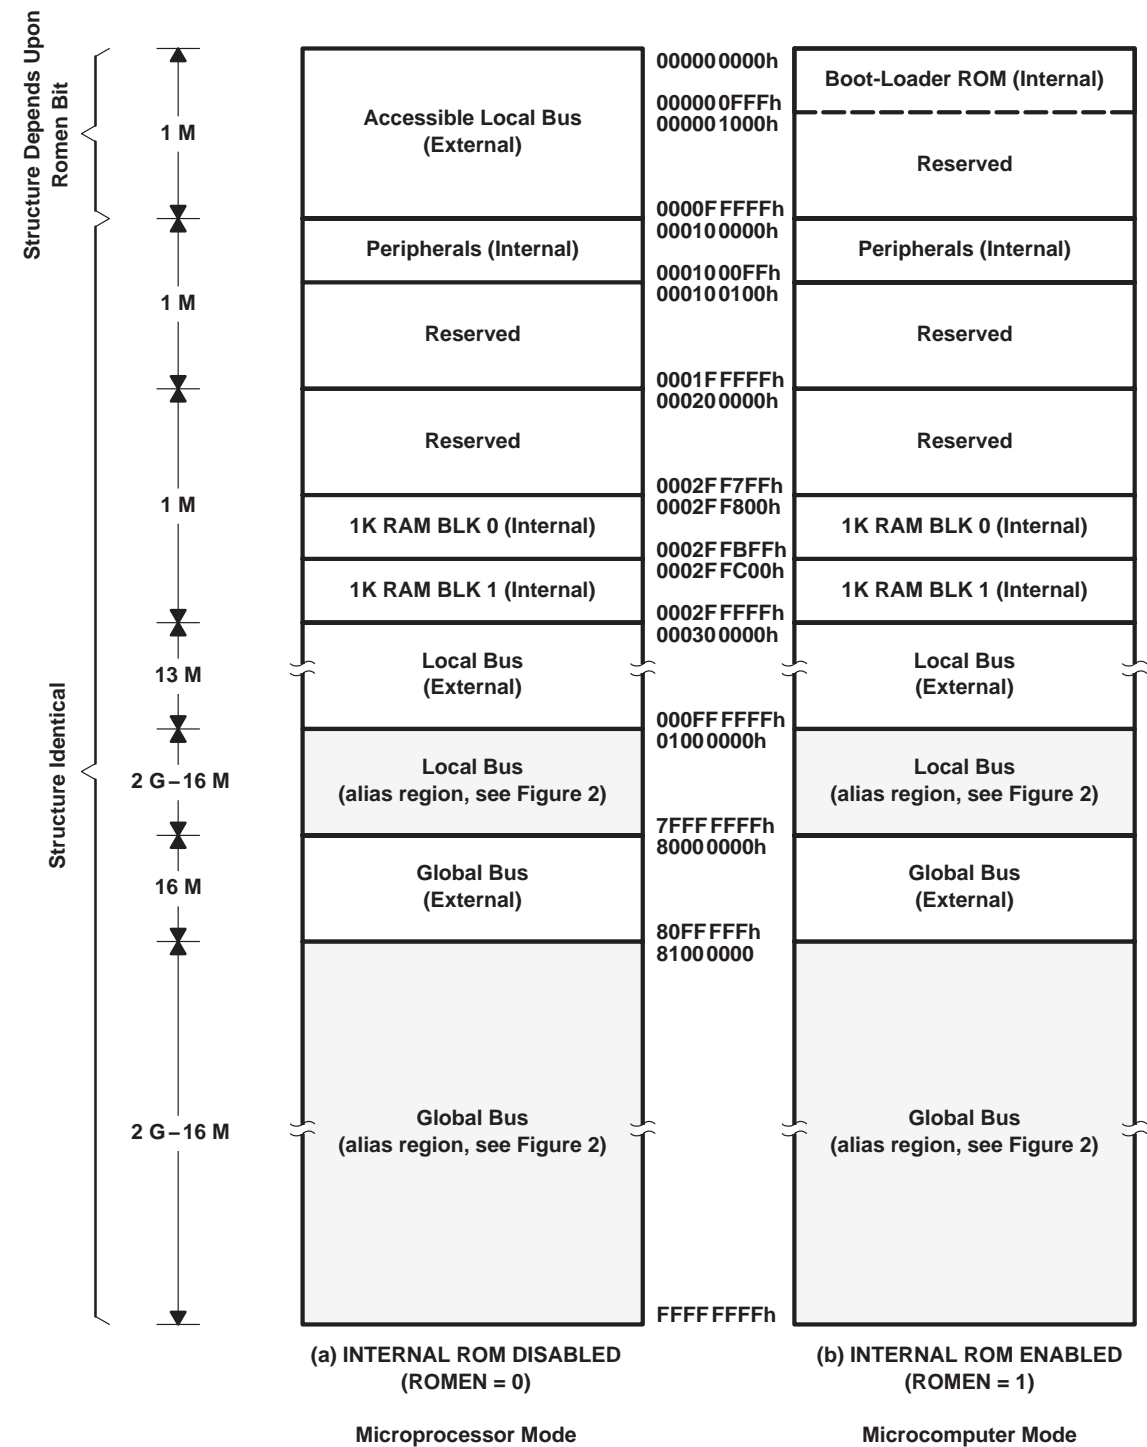 Structure Depends Upon
Romen Bit
1 M
Accessible Local Bus
(External)
00000 0000h
00000 0FFFh
00000 1000h
Boot-Loader ROM (Internal)
Reserved
0000F FFFFh
00010 0000h
1 M
Peripherals (Internal)
Peripherals (Internal)
00010 00FFh
00010 0100h
Reserved
Reserved
0001F FFFFh
00020 0000h
Structure Identical
1 M
Reserved
Reserved
0002F F7FFh
0002F F800h
1K RAM BLK 0 (Internal)
1K RAM BLK 0 (Internal)
0002F FBFFh
0002F FC00h
1K RAM BLK 1 (Internal)
1K RAM BLK 1 (Internal)
0002F FFFFh
00030 0000h
13 M
Local Bus
(External)
Local Bus
(External)
000FF FFFFh
0100 0000h
2 G–16 M
Local Bus
(alias region, see Figure 2)
Local Bus
(alias region, see Figure 2)
7FFF FFFFh
8000 0000h
16 M
Global Bus
(External)
Global Bus
(External)
80FF FFFh
8100 0000
2 G–16 M
Global Bus
(alias region, see Figure 2)
Global Bus
(alias region, see Figure 2)
FFFF FFFFh
(a) INTERNAL ROM DISABLED
(ROMEN = 0)
Microprocessor Mode
(b) INTERNAL ROM ENABLED
(ROMEN = 1)
Microcomputer Mode